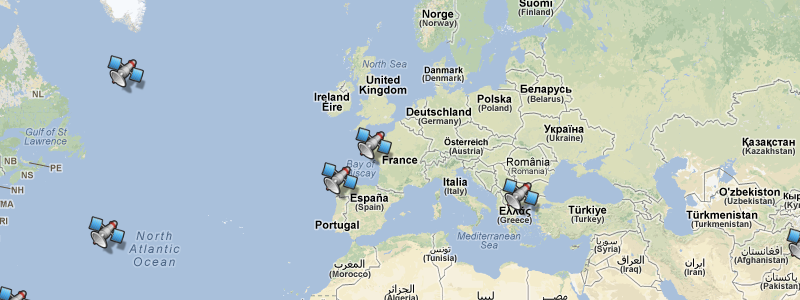 Suomi
(Finland)
Norge
(Norway)
North Sea
Danmark
(Denmark)
United
Kingdom
Ireland
Éire
NL
Gulf of St
Lawrence
NB
PE
NS
Беларусь
(Belarus)
Polska
(Poland)
Deutschland
(Germany)
Україна
(Ukraine)
Қазақстан
(Kazakhstan)
Österreich
(Austria)
France
Bay of
Biscay
România
(Romania)
Italia
(Italy)
España
(Spain)
Portugal
Ελλάς
(Greece)
Türkiye
(Turkey)
O'zbekiston
(Uzbekistan)
Türkmenistan
(Turkmenistan)
North
Atlantic
Ocean
Mediterranean
Sea
تونس
(Tunisia)
المغرب
(Morocco)
الجزائر
(Algeria)
ليبيا
سوريا
(Syria)
العراق
(Iraq)
ایران
(Iran)
افغانستان
(Afghanistan)
پاکستان
(Pakistan)